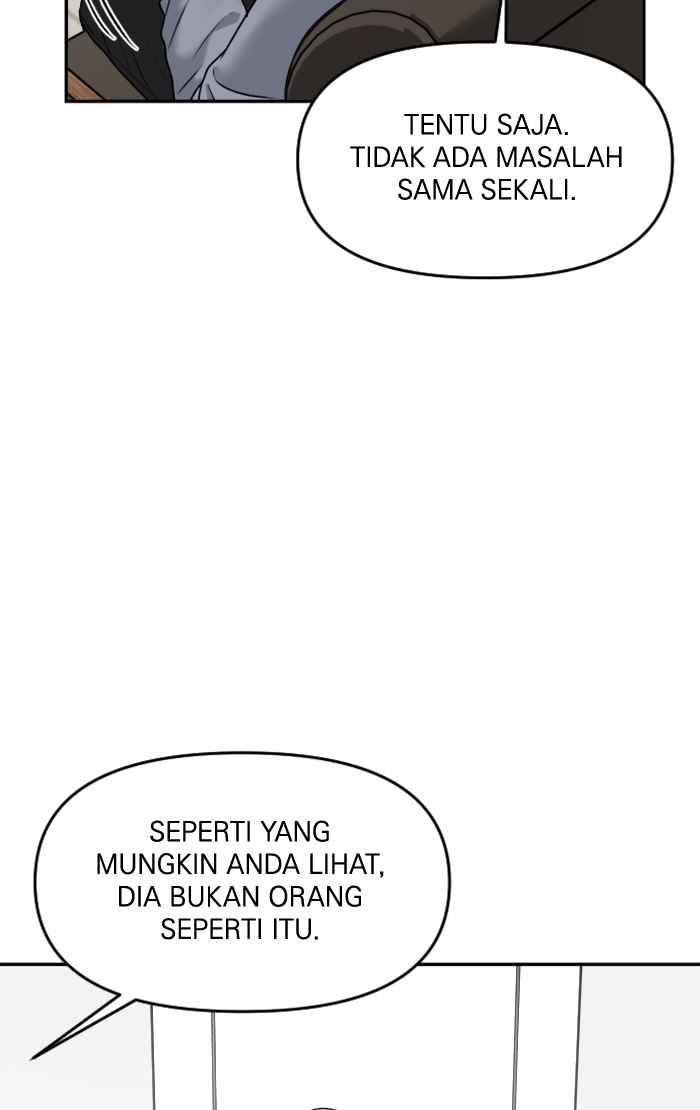 TENTU SAJA.
TIDAK ADA MASALAH
SAMA SEKALI.
SEPERTI YANG
MUNGKIN ANDA LIHAT,
DIA BUKAN ORANG
SEPERTI ITU.